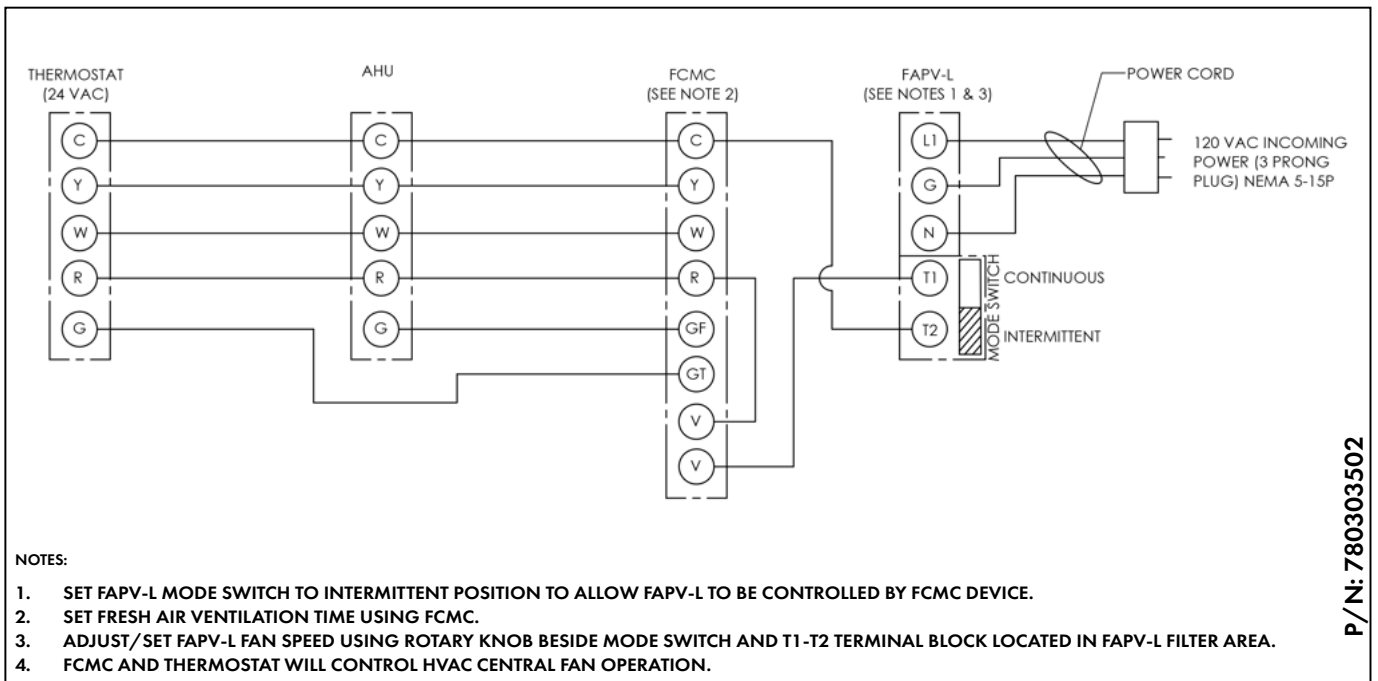 THERMOSTAT
(24 VAC)
AHU
FCMC
(SEE NOTE 2)
FAPV-L
(SEE NOTES 1 & 3)
POWER CORD
C
Y
W
R
G
C
Y
W
R
G
C
Y
W
R
GF
GT
V
V
L1
G
N
T1
T2
120 VAC INCOMING
POWER (3 PRONG
PLUG) NEMA 5-15P
MODE SWITCH
CONTINUOUS
INTERMITTENT
P/N: 780303502
NOTES:
1. SET FAPV-L MODE SWITCH TO INTERMITTENT POSITION TO ALLOW FAPV-L TO BE CONTROLLED BY FCMC DEVICE.
2. SET FRESH AIR VENTILATION TIME USING FCMC.
3. ADJUST/SET FAPV-L FAN SPEED USING ROTARY KNOB BESIDE MODE SWITCH AND T1-T2 TERMINAL BLOCK LOCATED IN FAPV-L FILTER AREA.
4. FCMC AND THERMOSTAT WILL CONTROL HVAC CENTRAL FAN OPERATION.